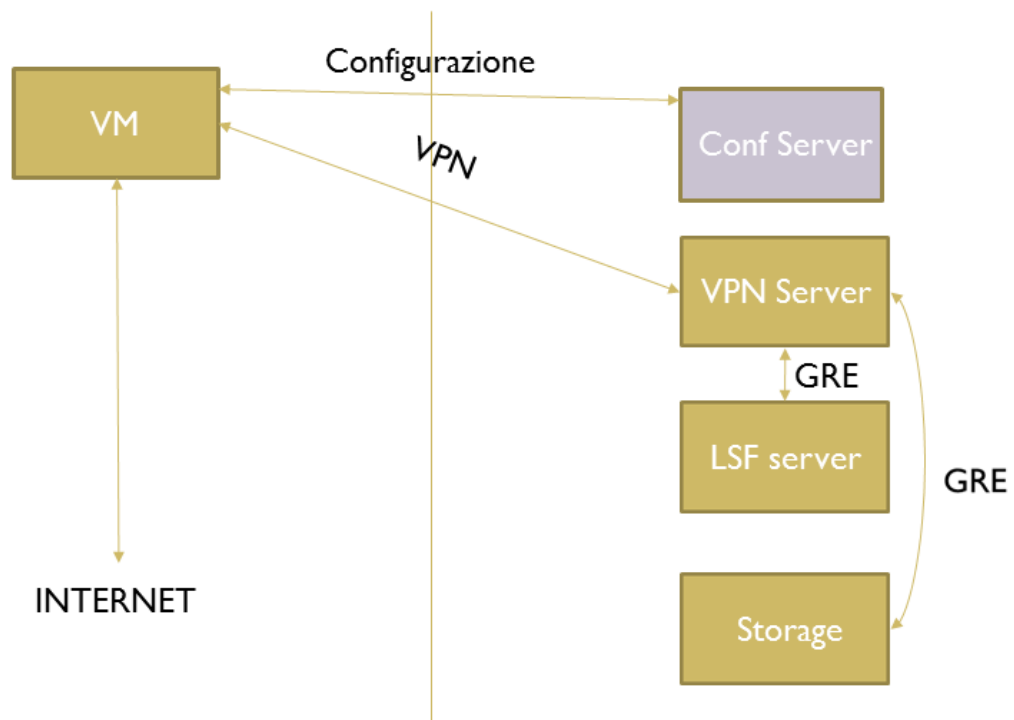 Configurazione
VM
Conf Server
VPN
VPN Server
GRE
LSF server
GRE
INTERNET
Storage